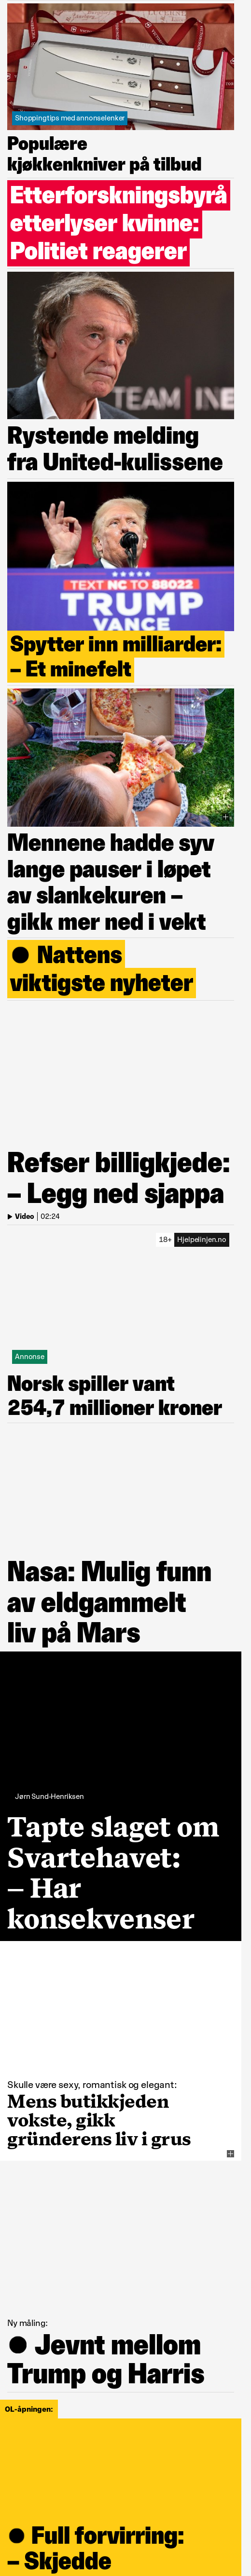 Shoppingtips med annonselenker
Populære
kjøkkenkniver på tilbud
Etterforskningsbyrå
etterlyser kvinne:
Politiet reagerer
TEAM INE
Rystende melding
fra United-kulissene
TEXT NC TO 88022
TRUMP
VANCE
Spytter inn milliarder:
– Et minefelt
Mennene hadde syv
lange pauser i løpet
av slankekuren –
gikk mer ned i vekt
● Nattens
viktigste nyheter
Refser billigkjede:
– Legg ned sjappa
Video | 02:24
18+ Hjelpelinjen.no
Annonse
Norsk spiller vant
254,7 millioner kroner
Nasa: Mulig funn
av eldgammelt
liv på Mars
Jørn Sund-Henriksen
Tapte slaget om
Svartehavet:
– Har
konsekvenser
Skulle være sexy, romantisk og elegant:
Mens butikkjeden
vokste, gikk
gründerens liv i grus
Ny måling:
● Jevnt mellom
Trump og Harris
OL-åpningen:
● Full forvirring:
– Skjedde